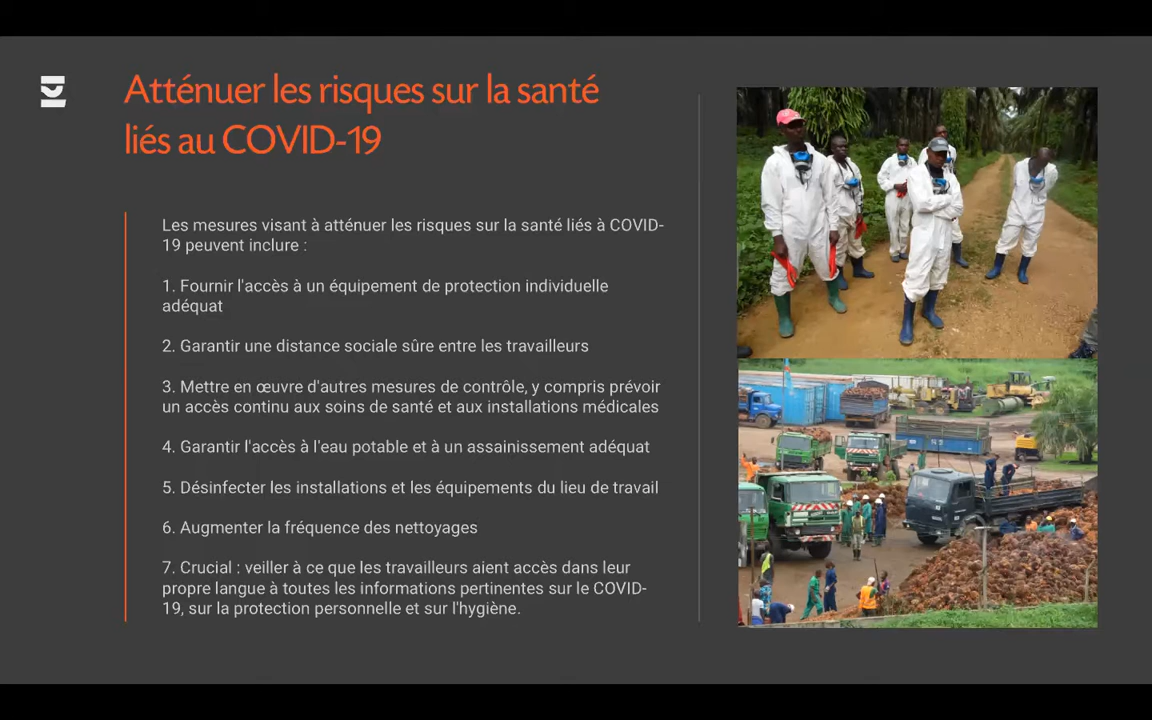 Atténuer les risques sur la santé
liés au COVID-19
Les mesures visant à atténuer les risques sur la santé liés à COVID-
19 peuvent inclure :
1. Fournir l'accès à un équipement de protection individuelle
adéquat
2. Garantir une distance sociale sûre entre les travailleurs
3. Mettre en œuvre d'autres mesures de contrôle, y compris prévoir
un accès continu aux soins de santé et aux installations médicales
4. Garantir l'accès à l'eau potable et à un assainissement adéquat
5. Désinfecter les installations et les équipements du lieu de travail
6. Augmenter la fréquence des nettoyages
7. Crucial : veiller à ce que les travailleurs aient accès dans leur
propre langue à toutes les informations pertinentes sur le COVID-
19, sur la protection personnelle et sur l'hygiène.